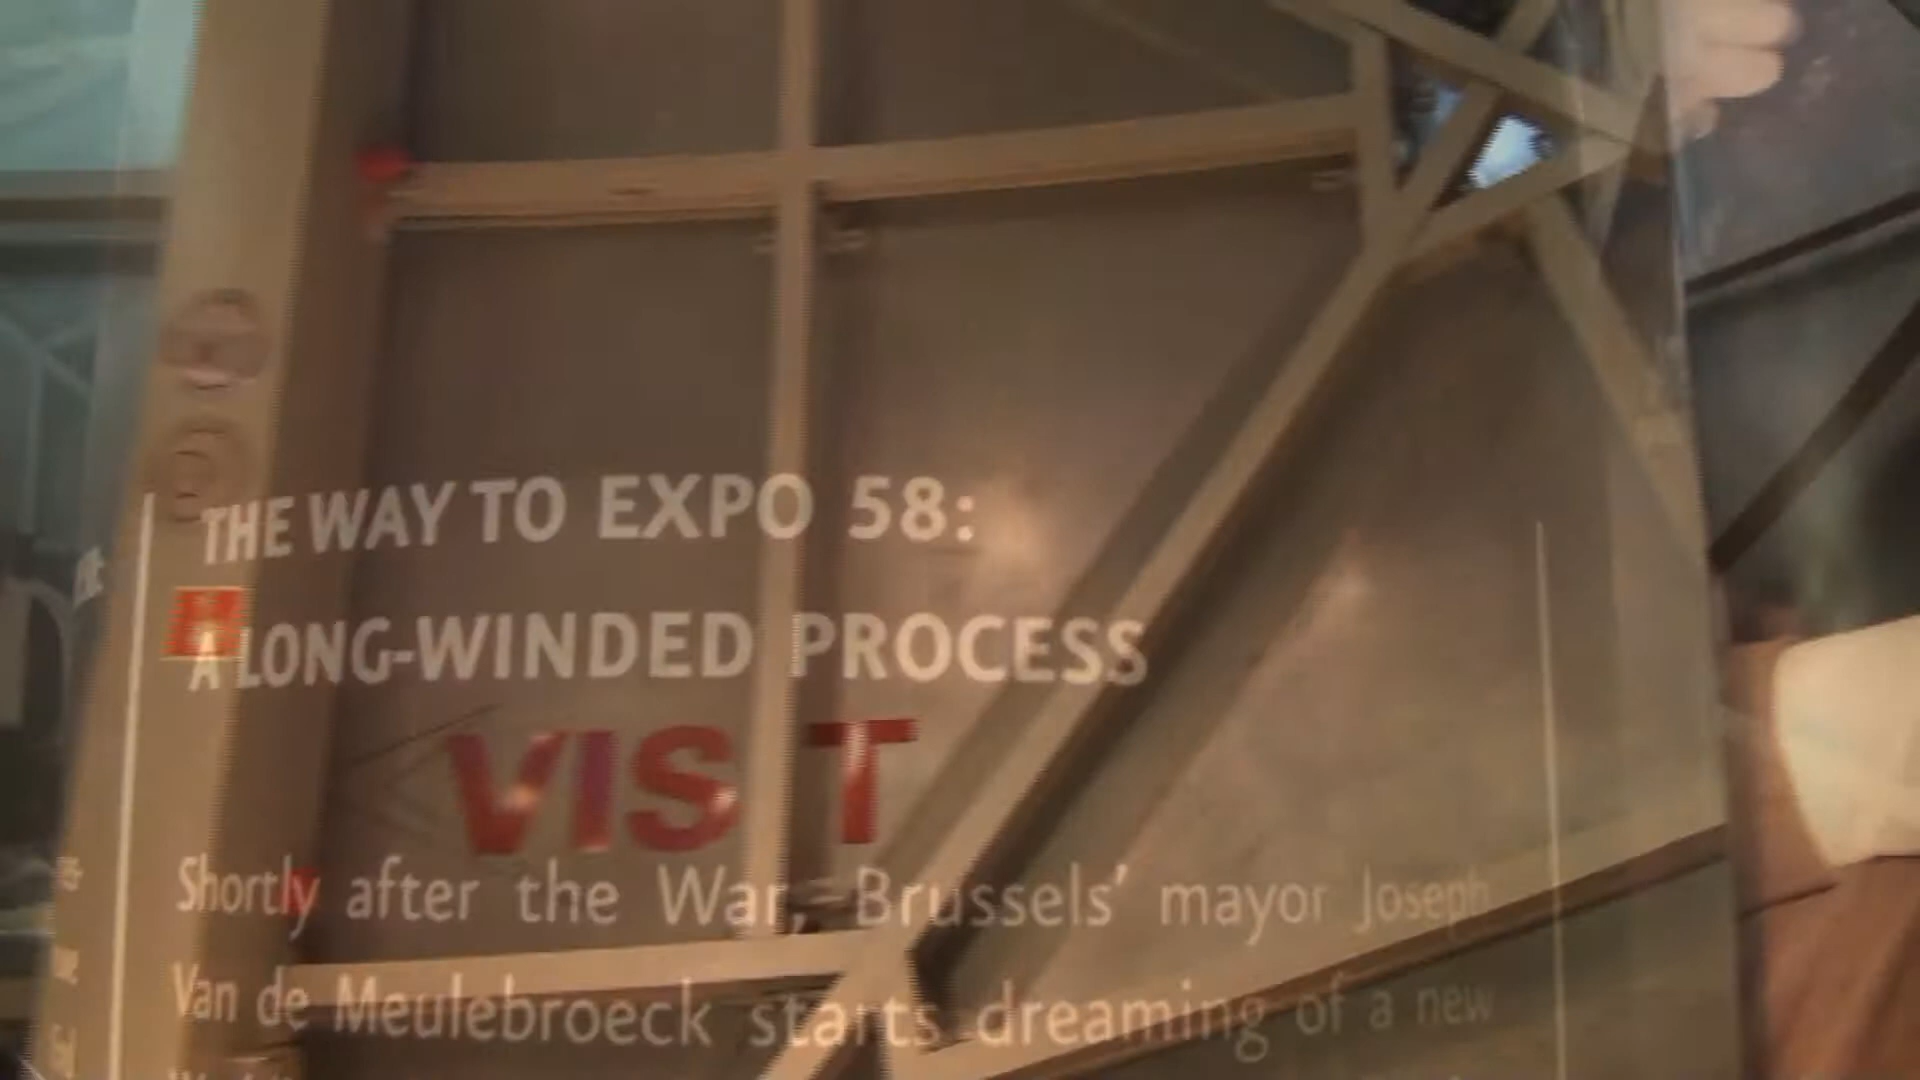 THE WAY TO EXPO 58:
A LONG-WINDED PROCESS
VISIT
Shortly after the War, Brussels' mayor Joseph
Van de Meulebroeck starts dreaming of a new